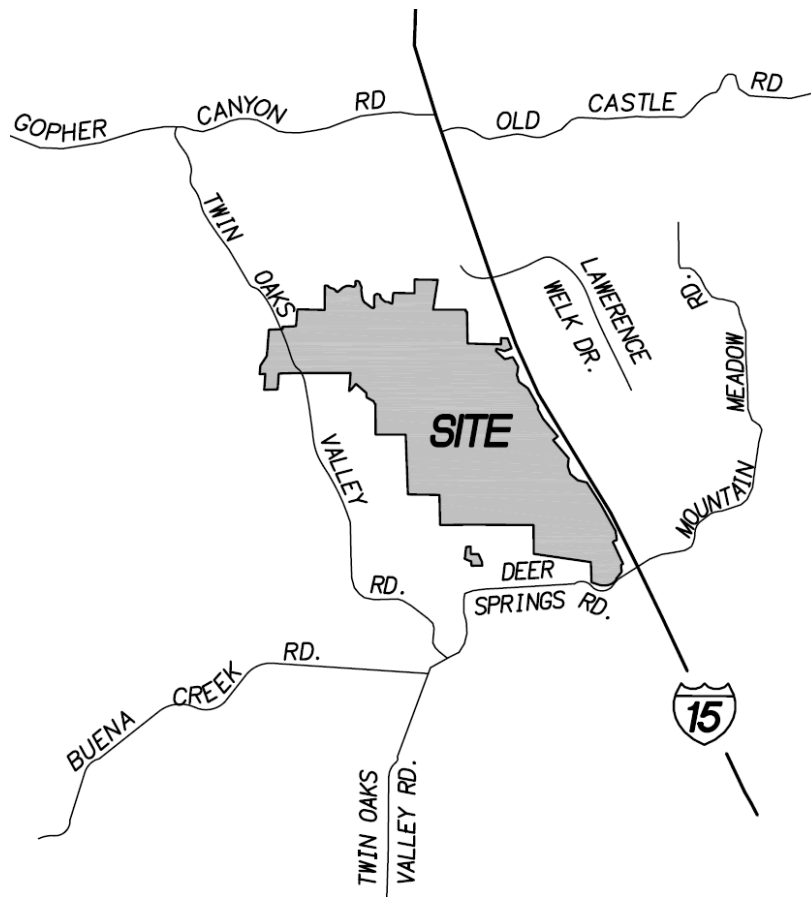 GOPHER CANYON RD
OLD CASTLE RD
TWIN OAKS VALLEY RD.
LAWERENCE
WELK DR.
MOUNTAIN MEADOW RD.
SITE
DEER
SPRINGS RD.
BUENA CREEK RD.
15
TWIN OAKS
VALLEY RD.